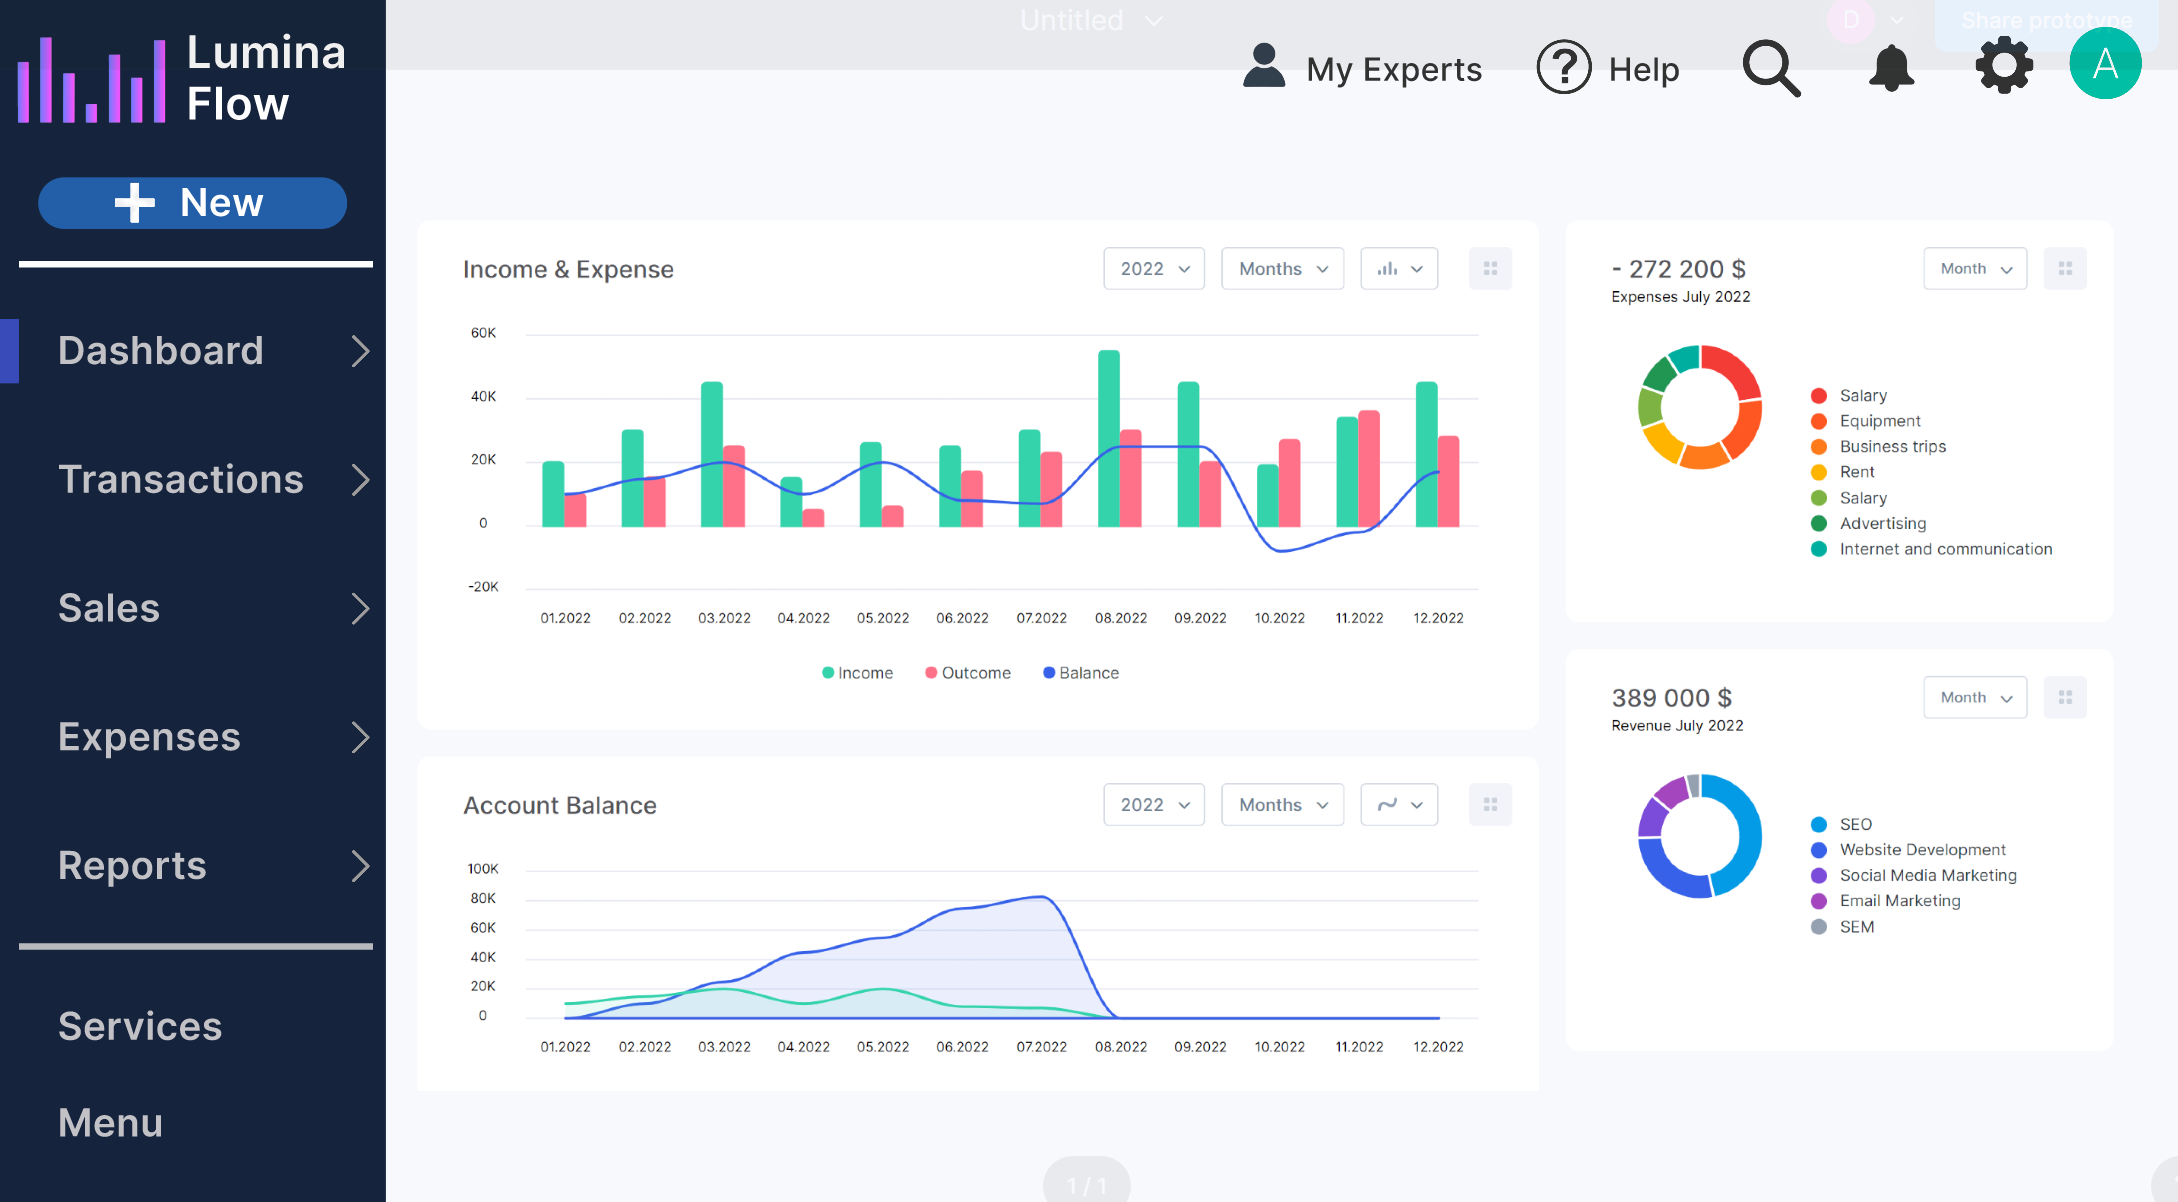 Untitled
D
Share prototype
Lumina
Flow
My Experts
Help
A
New
Dashboard
Transactions
Sales
Expenses
Reports
Services
Menu
Income & Expense
2022
Months
60K
40K
20K
0
-20K
01.2022 02.2022 03.2022 04.2022 05.2022 06.2022 07.2022 08.2022 09.2022 10.2022 11.2022 12.2022
Income Outcome Balance
- 272 200 $
Month
Expenses July 2022
Salary
Equipment
Business trips
Rent
Salary
Advertising
Internet and communication
Account Balance
2022
Months
100K
80K
60K
40K
20K
0
01.2022 02.2022 03.2022 04.2022 05.2022 06.2022 07.2022 08.2022 09.2022 10.2022 11.2022 12.2022
389 000 $
Month
Revenue July 2022
SEO
Website Development
Social Media Marketing
Email Marketing
SEM
1 / 1